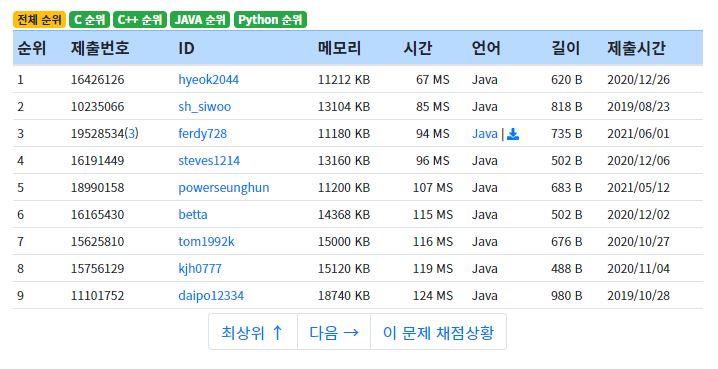 전체 순위 C 순위 C++ 순위 JAVA 순위 Python 순위
순위 제출번호 ID 메모리 시간 언어 길이 제출시간
1 16426126 hyeok2044 11212 KB 67 MS Java 620 B 2020/12/26
2 10235066 sh_siwoo 13104 KB 85 MS Java 818 B 2019/08/23
3 19528534(3) ferdy728 11180 KB 94 MS Java | 735 B 2021/06/01
4 16191449 steves1214 13160 KB 96 MS Java 502 B 2020/12/06
5 18990158 powerseunghun 11200 KB 107 MS Java 683 B 2021/05/12
6 16165430 betta 14368 KB 115 MS Java 502 B 2020/12/02
7 15625810 tom1992k 15000 KB 116 MS Java 676 B 2020/10/27
8 15756129 kjh0777 15120 KB 119 MS Java 488 B 2020/11/04
9 11101752 daipo12334 18740 KB 124 MS Java 980 B 2019/10/28
최상위 ↑ 다음 → 이 문제 채점상황